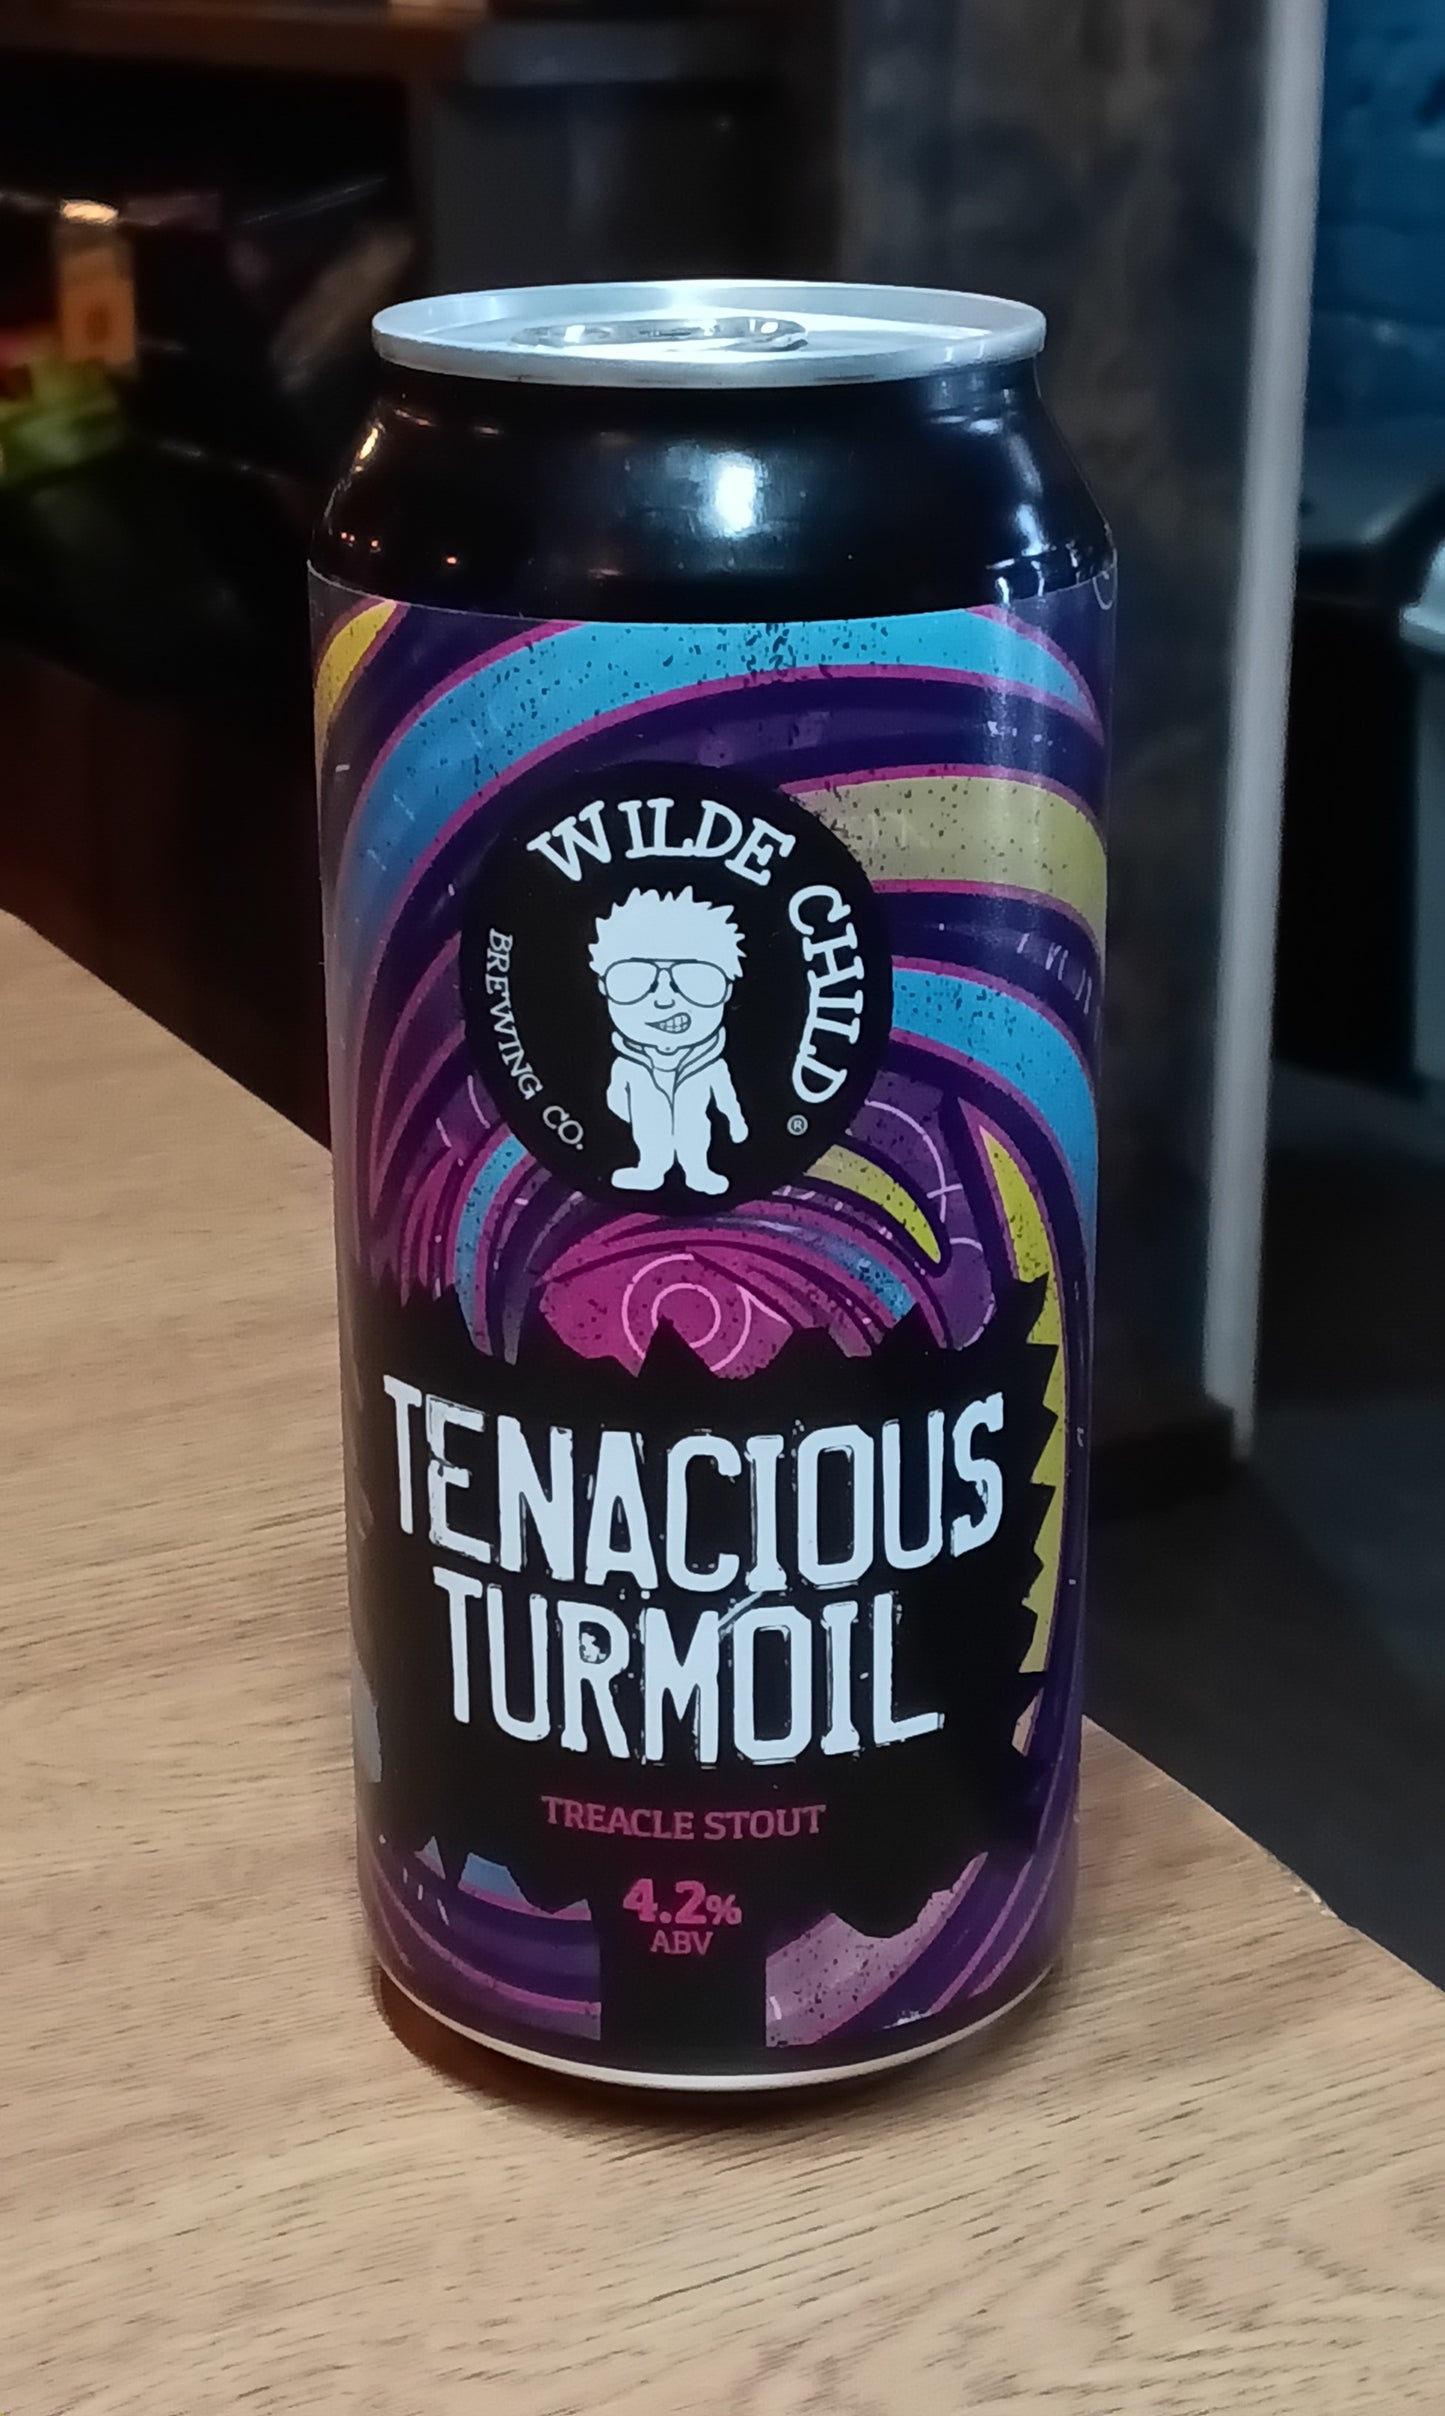 WILDE CHILD ®
BREWING CO.
TENACIOUS
TURMOIL
TREACLE STOUT
4.2%
ABV